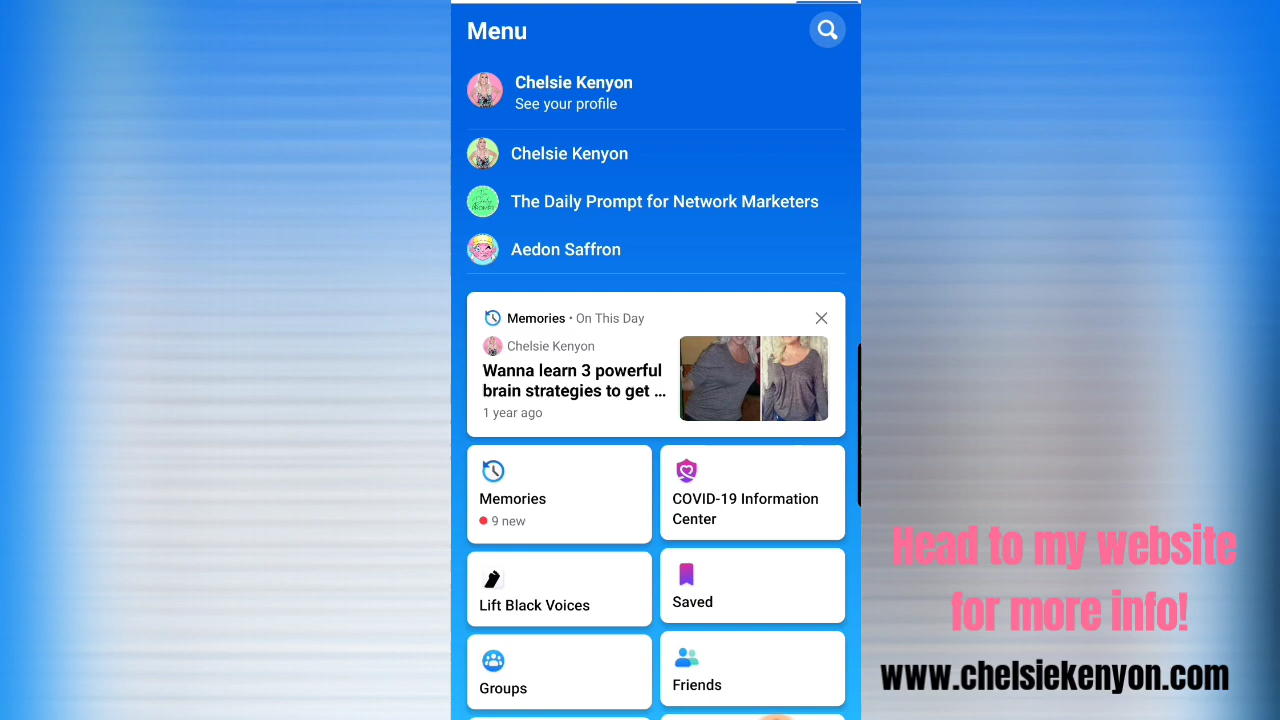 Menu
Chelsie Kenyon
See your profile
Chelsie Kenyon
The Daily Prompt for Network Marketers
Aedon Saffron
Memories • On This Day
Chelsie Kenyon
Wanna learn 3 powerful
brain strategies to get ...
1 year ago
Memories
9 new
COVID-19 Information
Center
Lift Black Voices
Saved
Groups
Friends
Head to my website
for more info!
www.chelsiekenyon.com